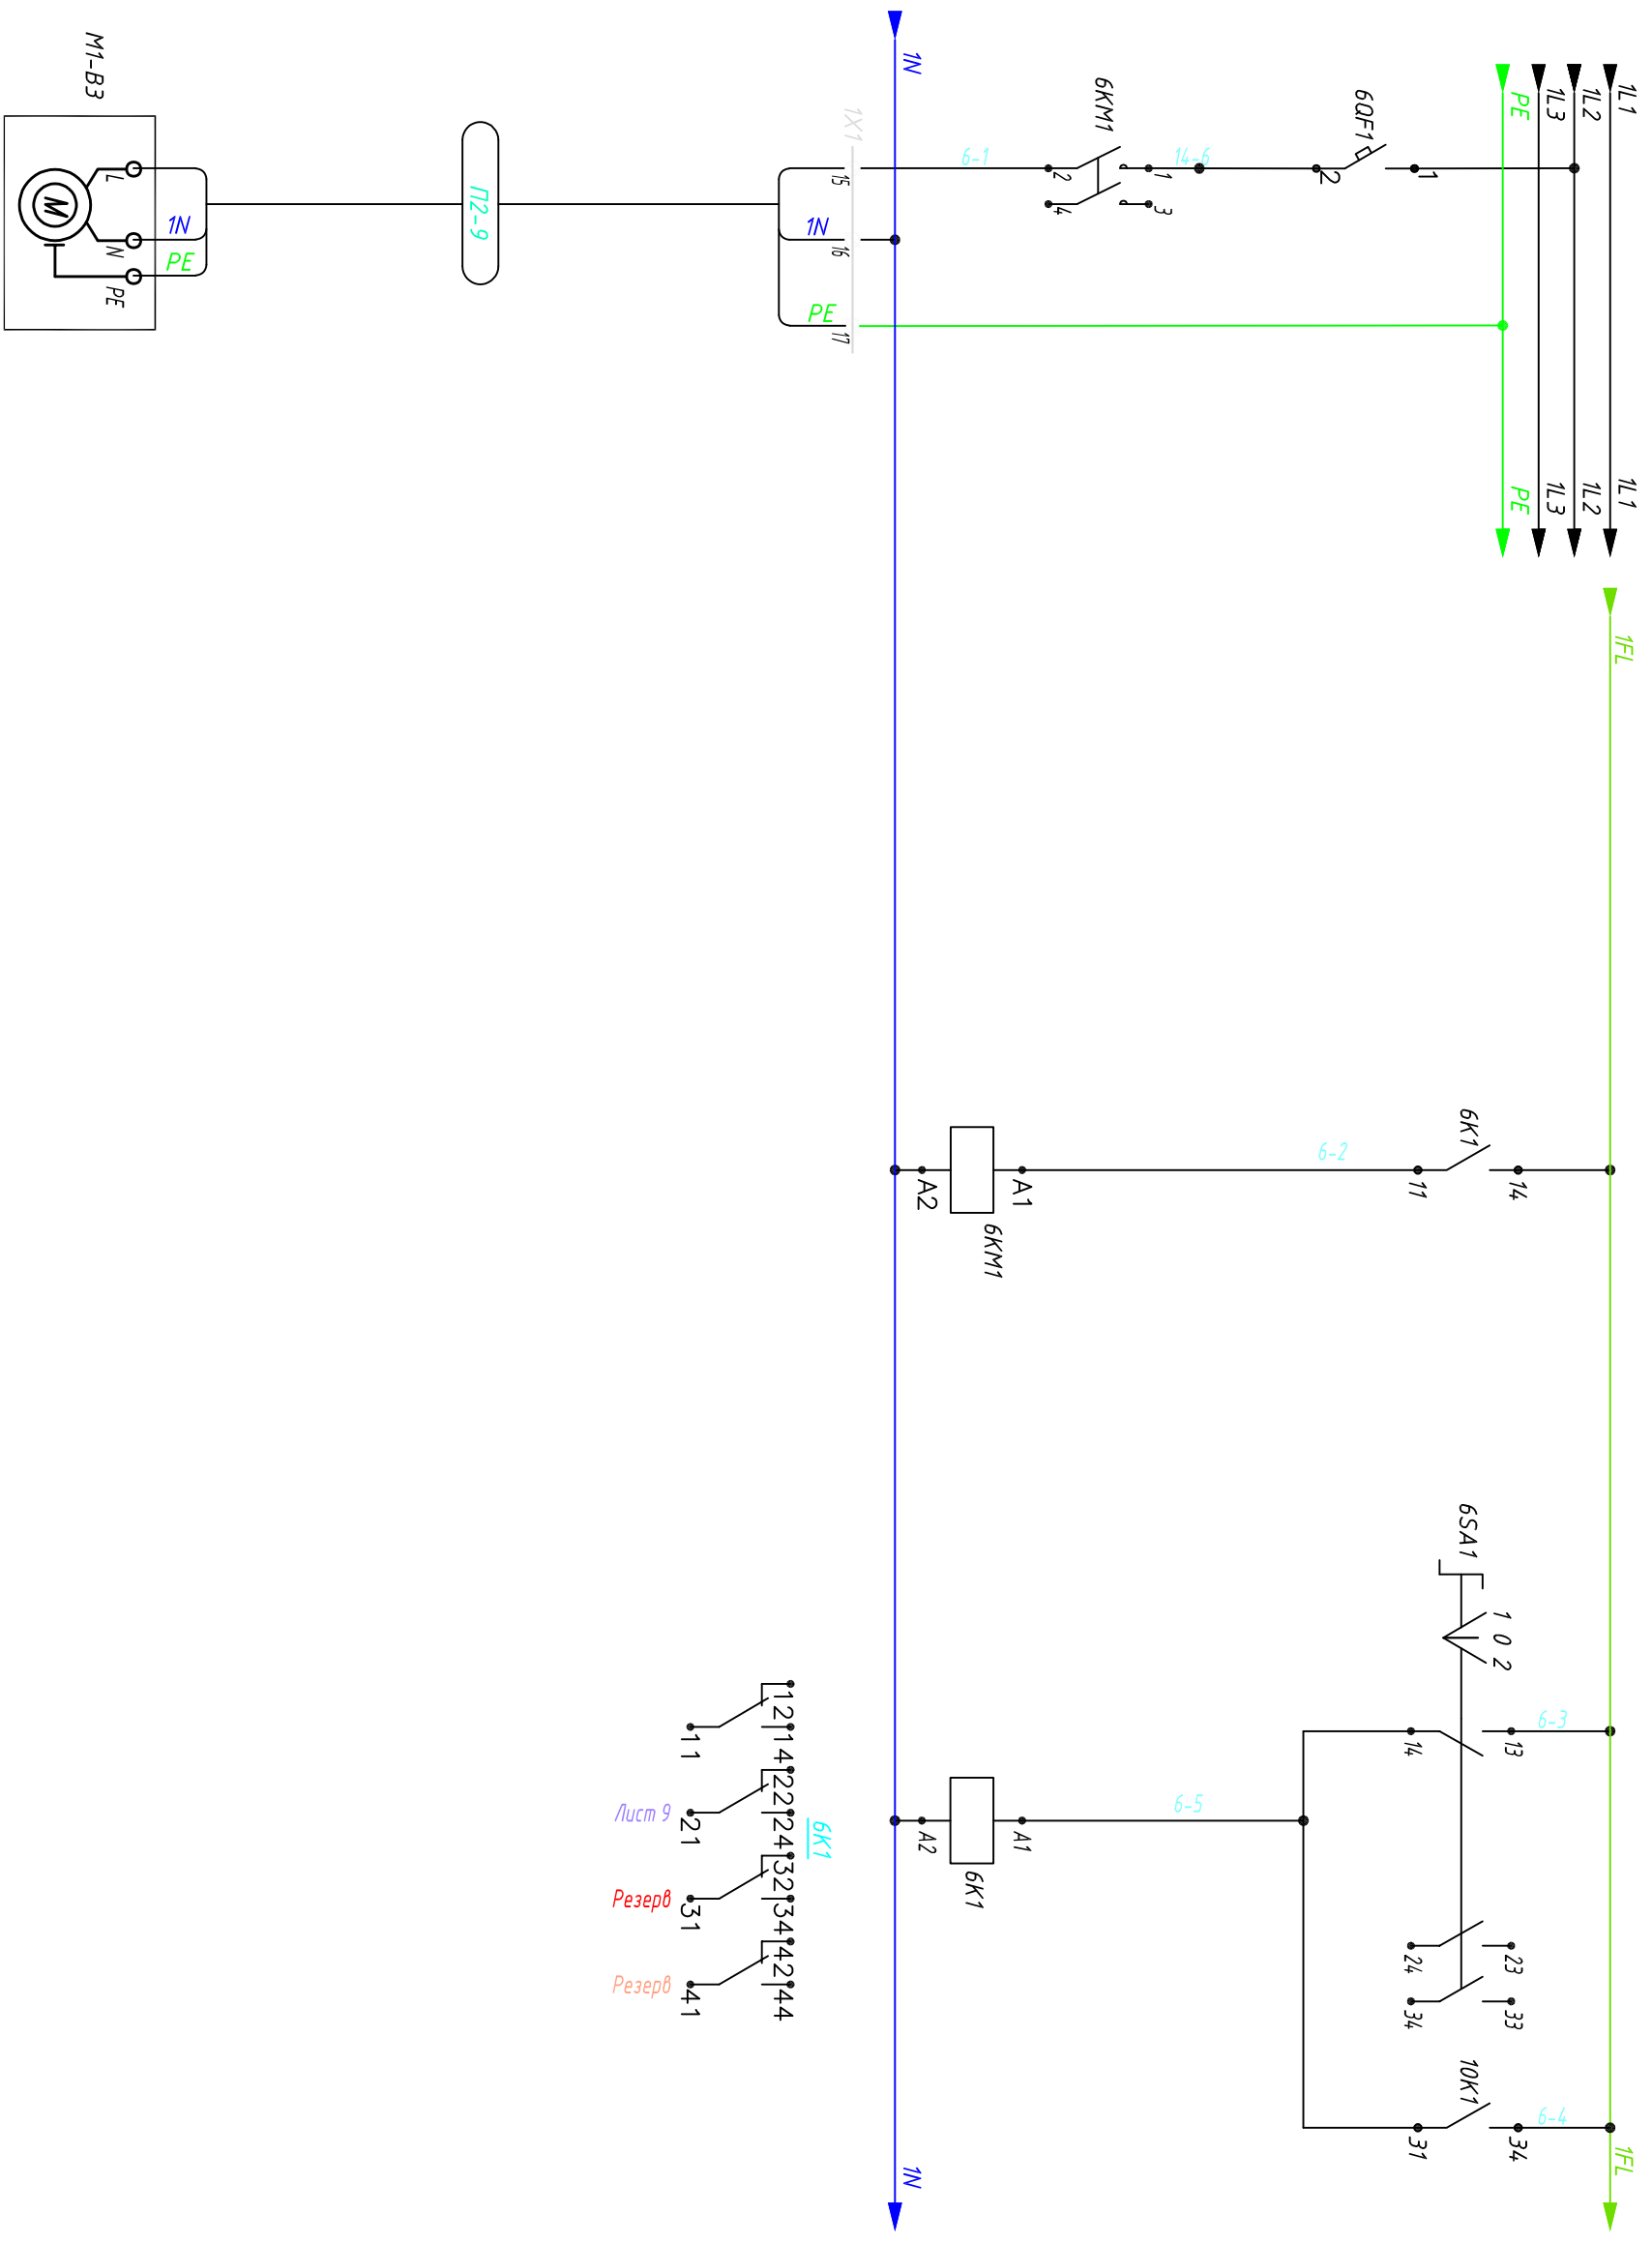 1L1
1L1
1L2
1L2
1L3
1L3
PE
PE
1FL
1FL
6QF1
1
2
14-6
6KM1
1
2
3
4
6-1
1N
1N
1X1
15
16
17
1N
PE
П2-9
1N
PE
M1-B3
L
N
PE
M
6K1
14
11
6-2
A1
A2
6KM1
6SA1
1 0 2
6-3
13
14
23
24
33
34
10K1
6-4
34
31
6-5
A1
A2
6K1
6K1
12
14
11
22
24
21
Лист 9
32
34
31
Резерв
42
44
41
Резерв